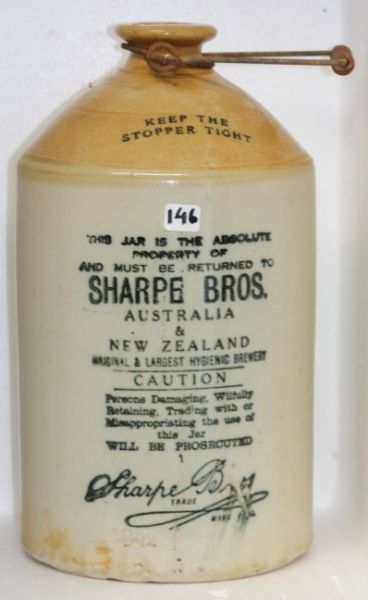 KEEP THE
STOPPER TIGHT
146
THIS JAR IS THE ABSOLUTE
PROPERTY OF
AND MUST BE RETURNED TO
SHARPE BROS.
AUSTRALIA
&
NEW ZEALAND
ORIGINAL & LARGEST HYGIENIC BREWERY
CAUTION
Persons Damaging, Wilfully
Retaining, Trading with or
Misappropriating the use of
this Jar
WILL BE PROSECUTED
Sharpe
TRADE
MARK